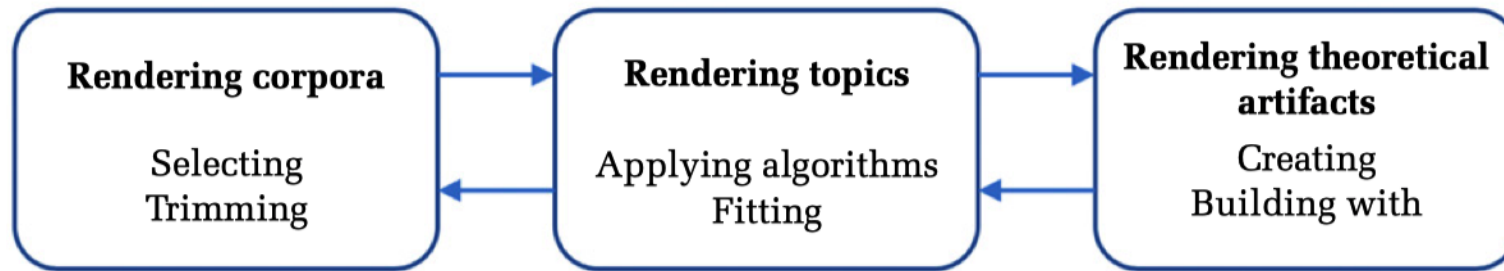 Rendering corpora
Selecting
Trimming
Rendering topics
Applying algorithms
Fitting
Rendering theoretical
artifacts
Creating
Building with